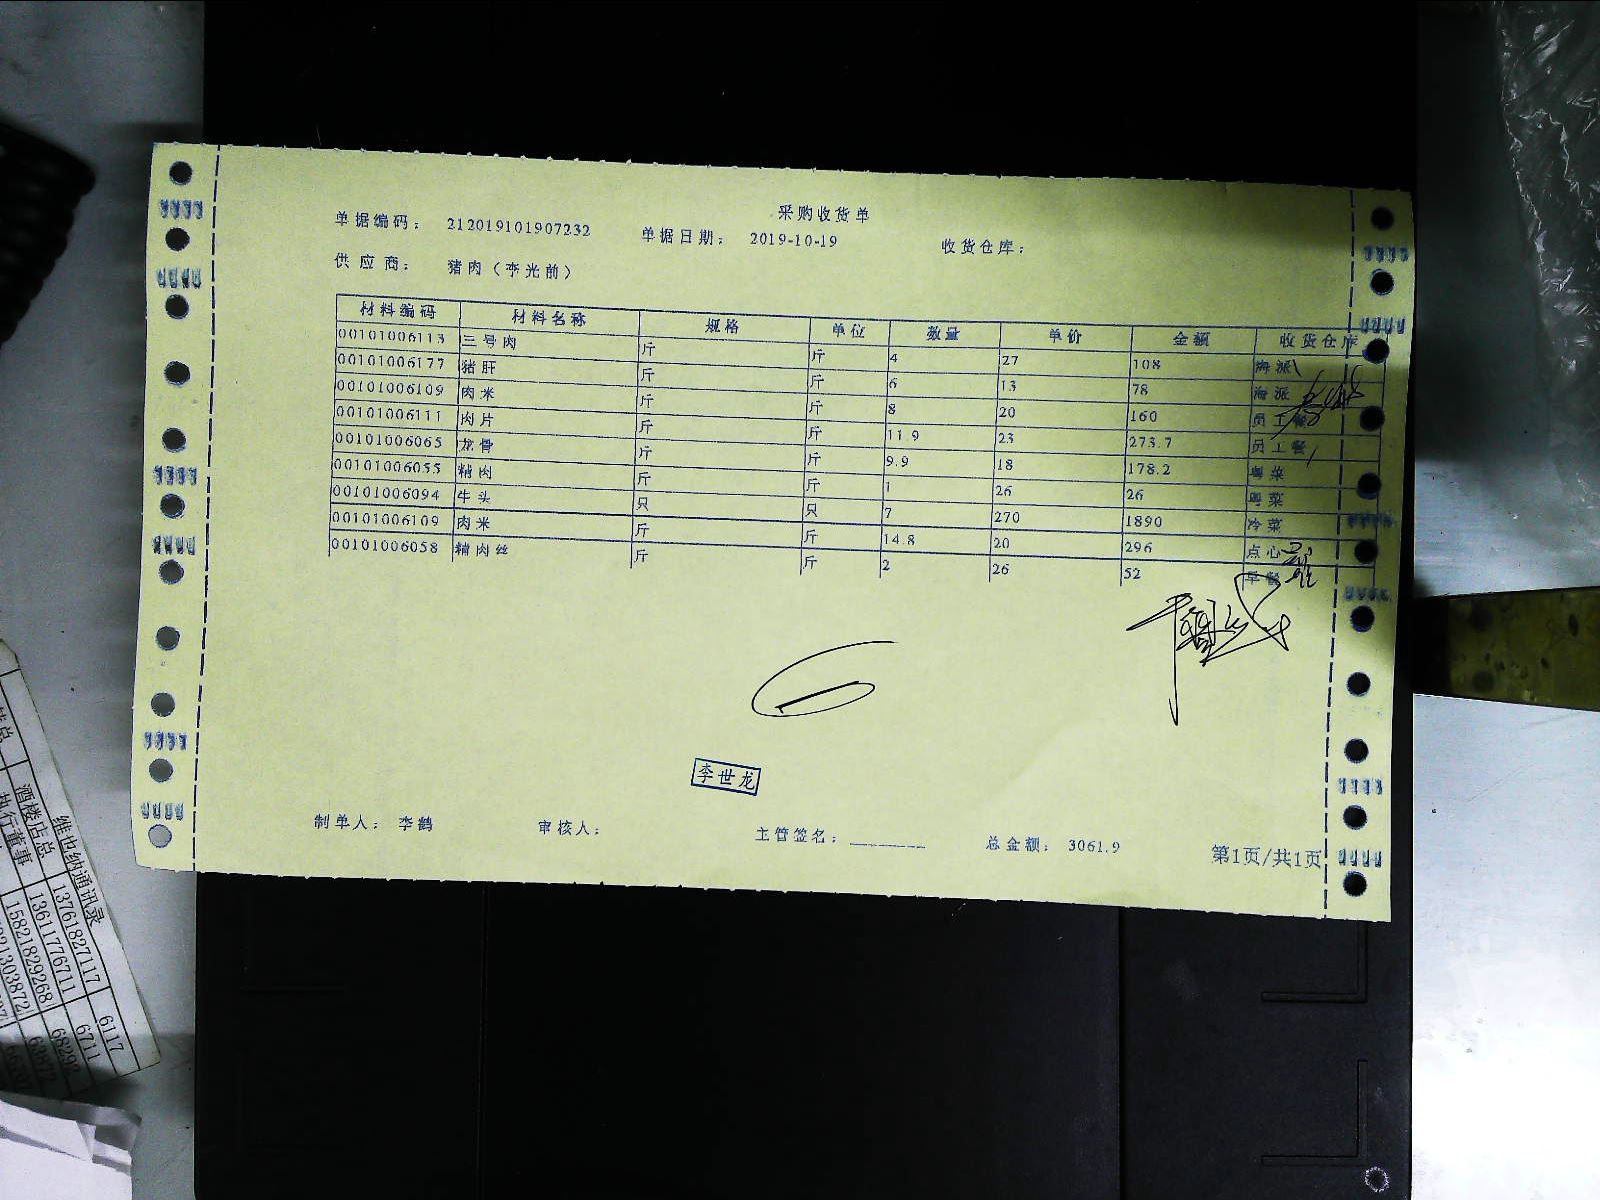 采购收货单
单据编码： 212019101907232 单据日期： 2019-10-19 收货仓库：
供应商： 猪肉（李光前）
材料编码 材料名称 规格 单位 数量 单价 金额 收货仓库
00101006113 三号肉 斤 斤 4 27 108 海派
00101006177 猪肝 斤 斤 6 13 78 海派
00101006109 肉米 斤 斤 8 20 160 员工餐
00101006111 肉片 斤 斤 11.9 23 273.7 员工餐
00101006065 龙骨 斤 斤 9.9 18 178.2 粤菜
00101006055 精肉 斤 斤 1 26 26 粤菜
00101006094 牛头 只 只 7 270 1890 冷菜
00101006109 肉米 斤 斤 14.8 20 296 点心
00101006058 精肉丝 斤 斤 2 26 52 早餐
李世龙
制单人： 李鹤 审核人： 主管签名： 总金额： 3061.9 第1页/共1页
维也纳通讯录
酒楼店总 13761827117 6117
执行董事 13611776711 6711
15821829268